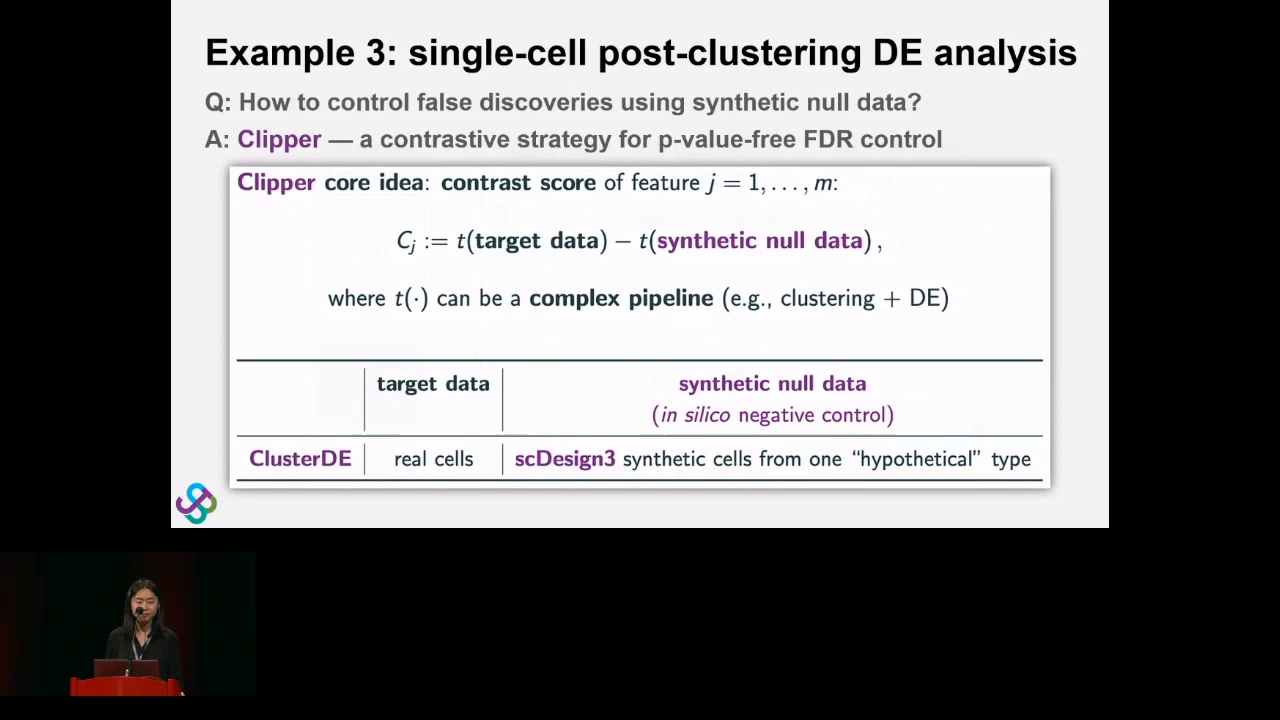 Example 3: single-cell post-clustering DE analysis
Q: How to control false discoveries using synthetic null data?
A: Clipper — a contrastive strategy for p-value-free FDR control
Clipper core idea: contrast score of feature j = 1, . . . , m:
Cj := t(target data) − t(synthetic null data) ,
where t(·) can be a complex pipeline (e.g., clustering + DE)
target data synthetic null data
(in silico negative control)
ClusterDE real cells scDesign3 synthetic cells from one “hypothetical” type